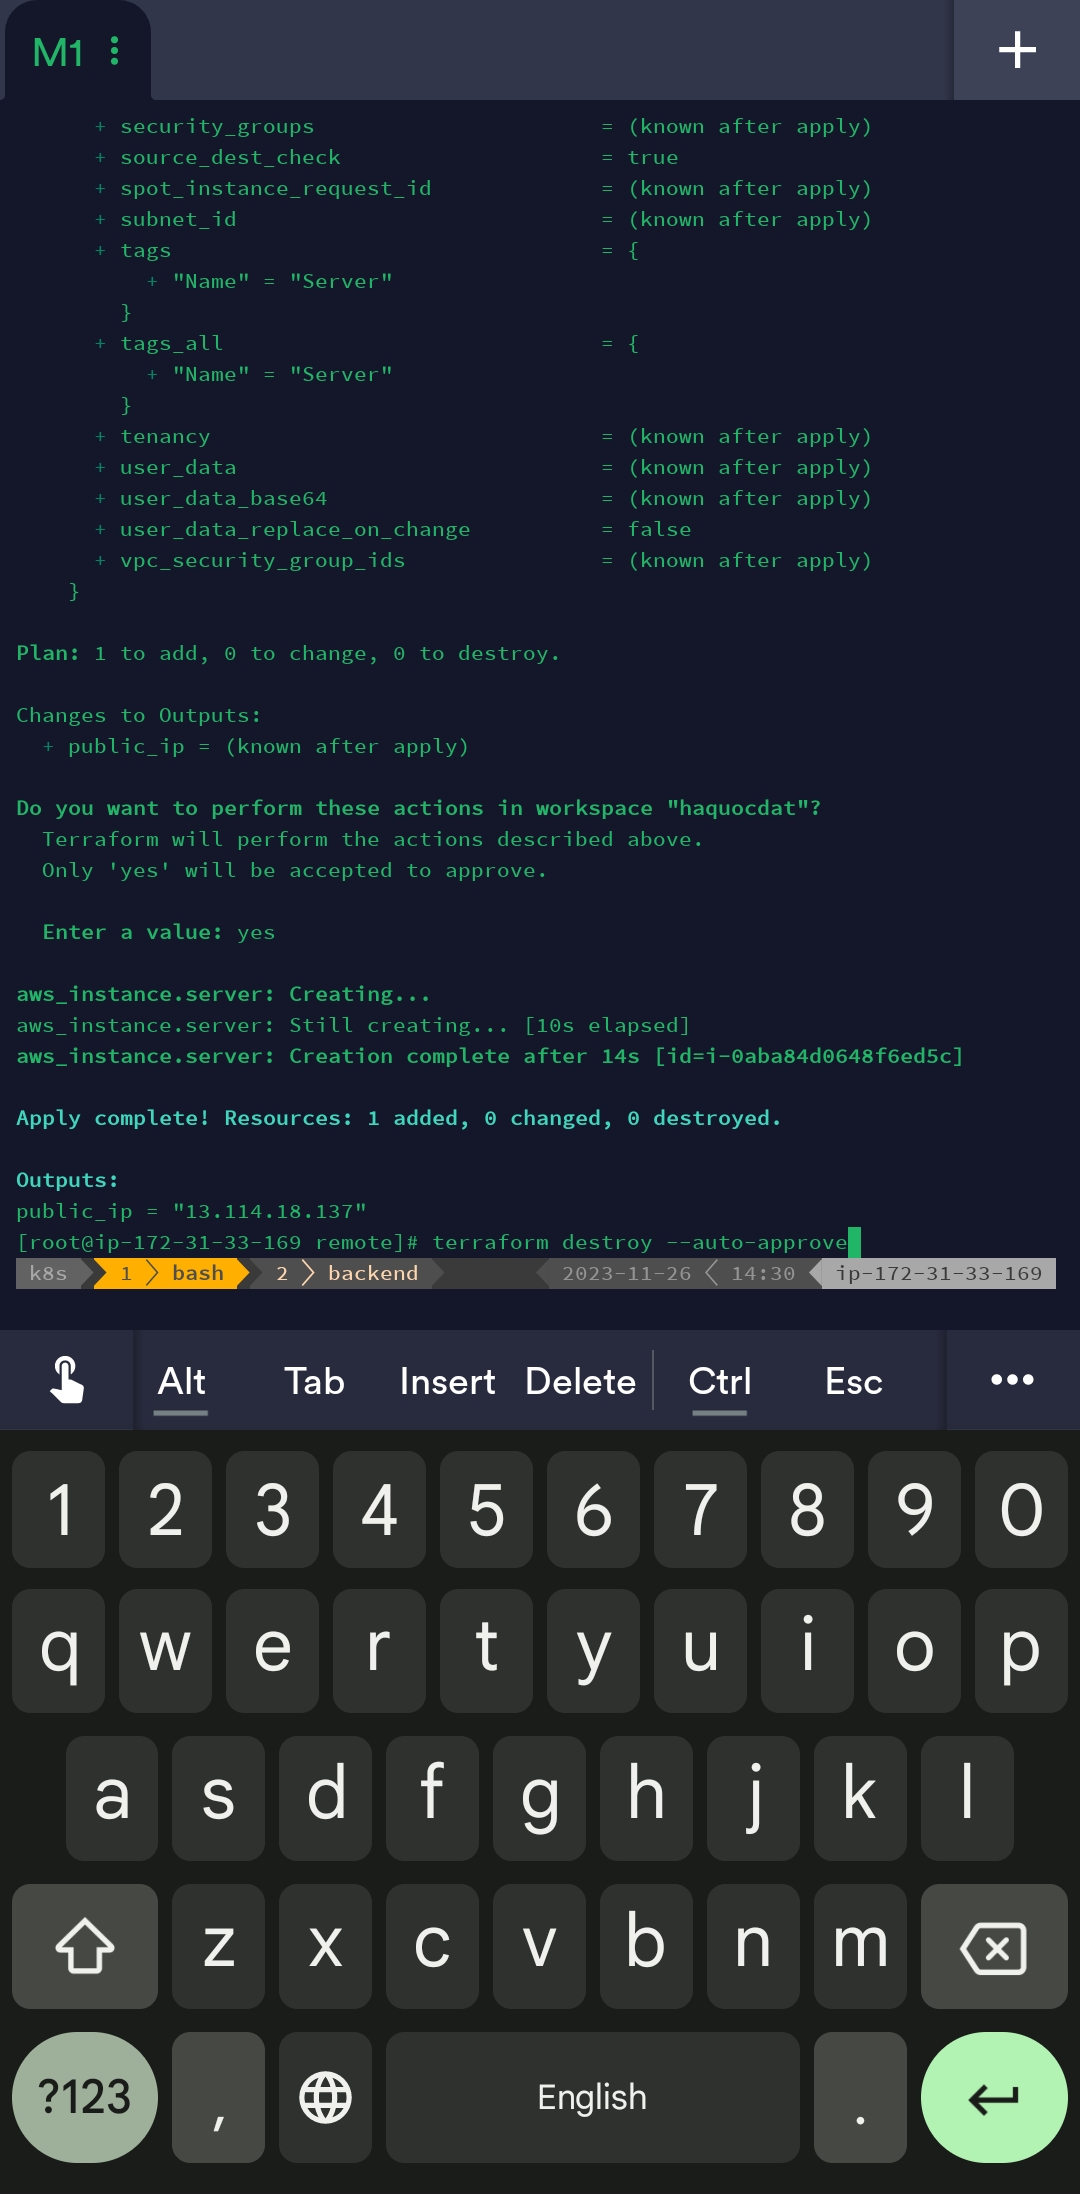 M1
+ security_groups = (known after apply)
+ source_dest_check = true
+ spot_instance_request_id = (known after apply)
+ subnet_id = (known after apply)
+ tags = {
+ "Name" = "Server"
}
+ tags_all = {
+ "Name" = "Server"
}
+ tenancy = (known after apply)
+ user_data = (known after apply)
+ user_data_base64 = (known after apply)
+ user_data_replace_on_change = false
+ vpc_security_group_ids = (known after apply)
}
Plan: 1 to add, 0 to change, 0 to destroy.
Changes to Outputs:
+ public_ip = (known after apply)
Do you want to perform these actions in workspace "haquocdat"?
Terraform will perform the actions described above.
Only 'yes' will be accepted to approve.
Enter a value: yes
aws_instance.server: Creating...
aws_instance.server: Still creating... [10s elapsed]
aws_instance.server: Creation complete after 14s [id=i-0aba84d0648f6ed5c]
Apply complete! Resources: 1 added, 0 changed, 0 destroyed.
Outputs:
public_ip = "13.114.18.137"
[root@ip-172-31-33-169 remote]# terraform destroy --auto-approve
k8s 1 bash 2 backend 2023-11-26 14:30 ip-172-31-33-169
Alt Tab Insert Delete Ctrl Esc
1 2 3 4 5 6 7 8 9 0
q w e r t y u i o p
a s d f g h j k l
z x c v b n m
?123 , English .